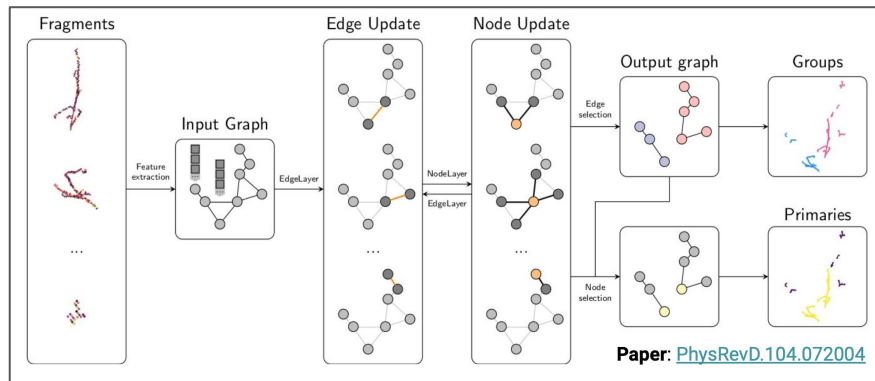 Fragments
Edge Update
Node Update
Output graph
Groups
Input Graph
Edge
selection
Feature
extraction
EdgeLayer
NodeLayer
EdgeLayer
...
...
...
Primaries
Node
selection
Paper: PhysRevD.104.072004